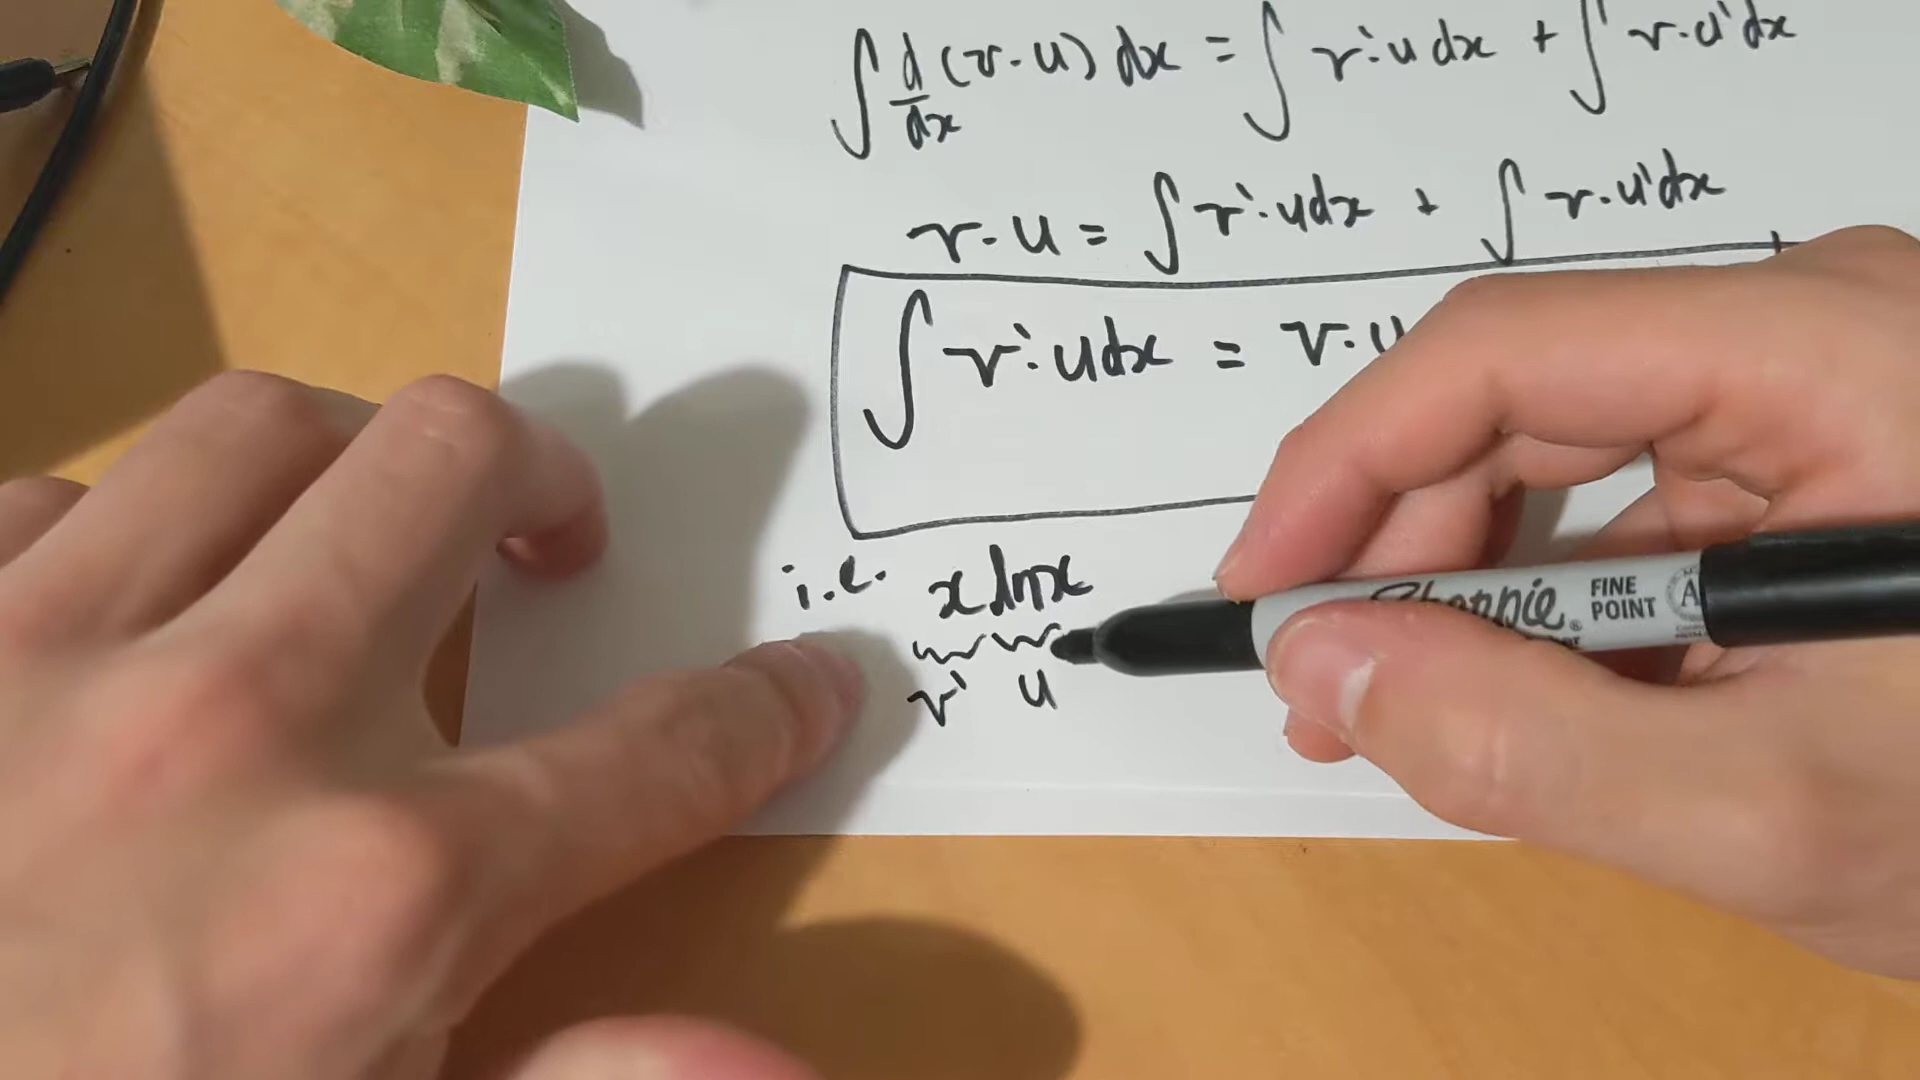 ∫ d/dx (v·u) dx = ∫ v'·u dx + ∫ v·u' dx
v·u = ∫ v'·u dx + ∫ v·u' dx
∫ v'·u dx = v·u
i.e. x ln x
v' u
Sharpie® FINE POINT